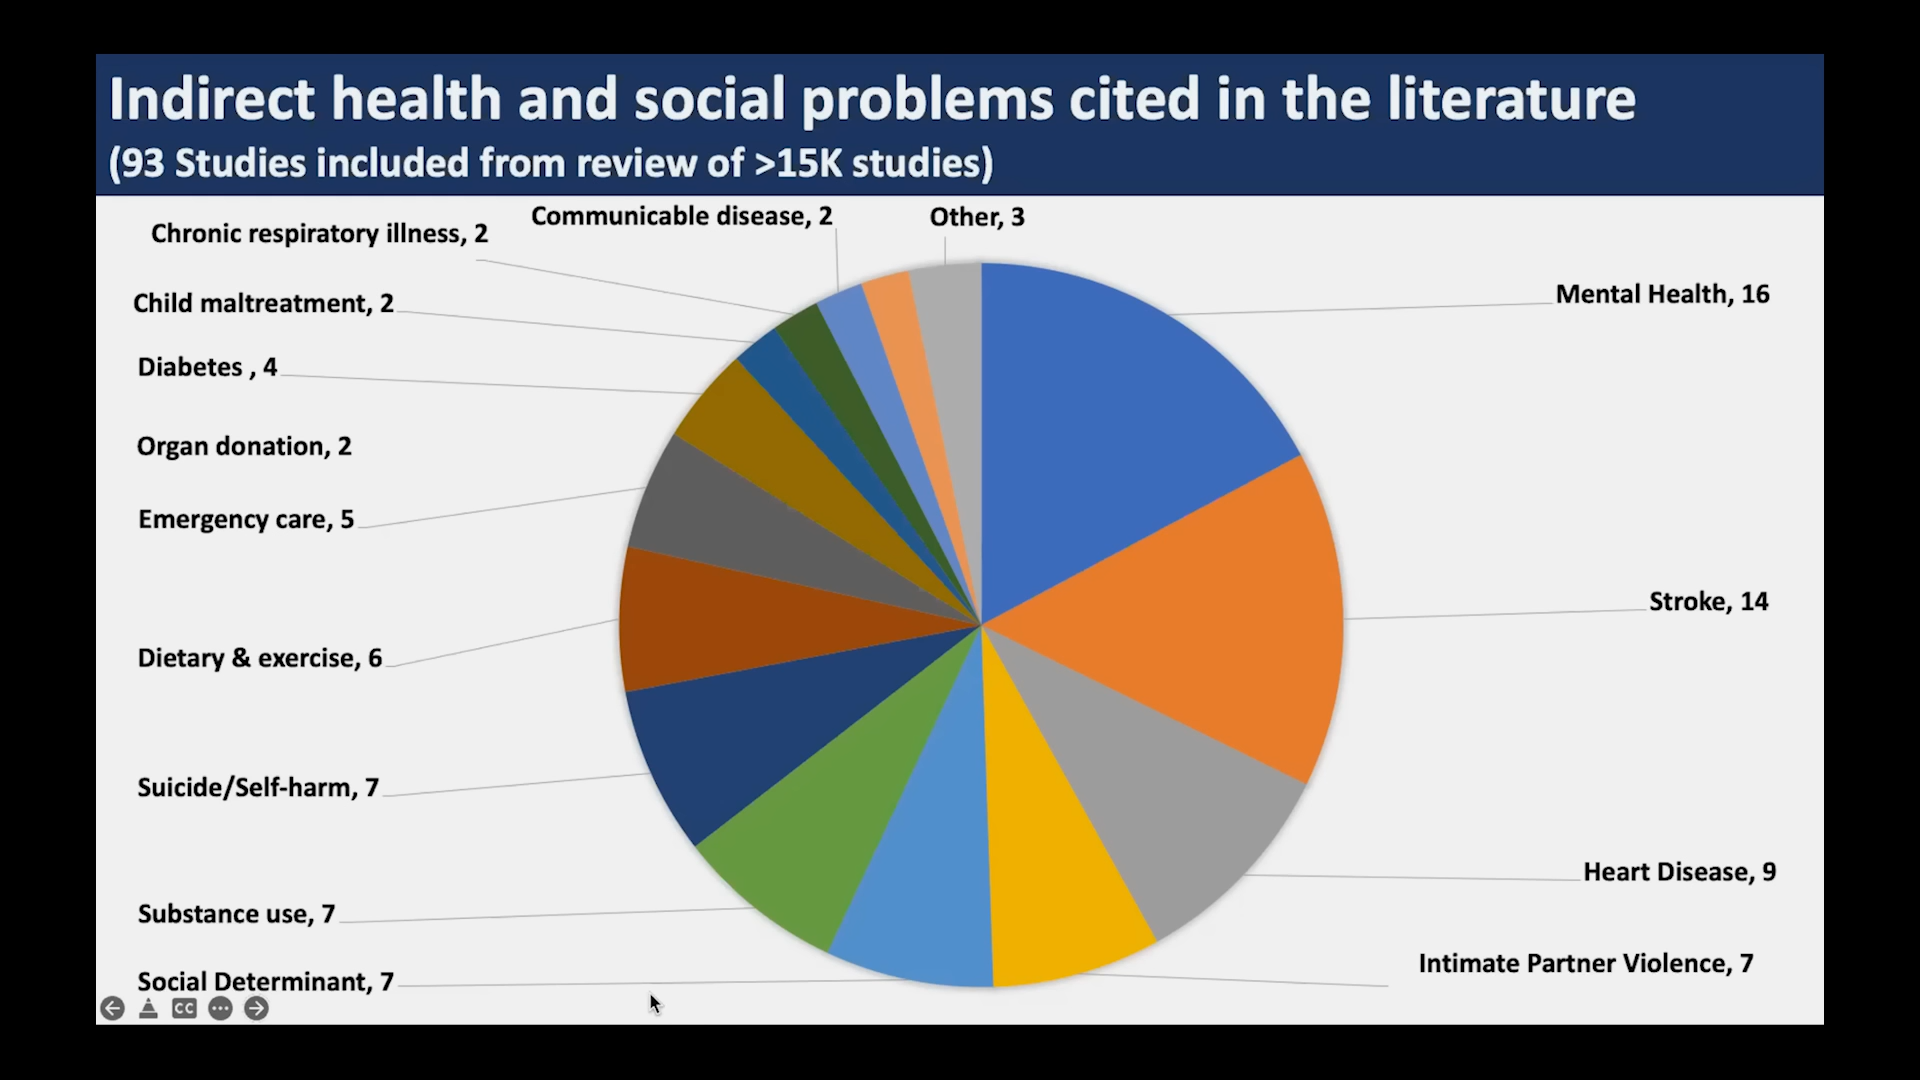 Indirect health and social problems cited in the literature
(93 Studies included from review of >15K studies)
Communicable disease, 2
Other, 3
Chronic respiratory illness, 2
Mental Health, 16
Child maltreatment, 2
Diabetes , 4
Organ donation, 2
Emergency care, 5
Stroke, 14
Dietary & exercise, 6
Suicide/Self-harm, 7
Heart Disease, 9
Substance use, 7
Intimate Partner Violence, 7
Social Determinant, 7
CC